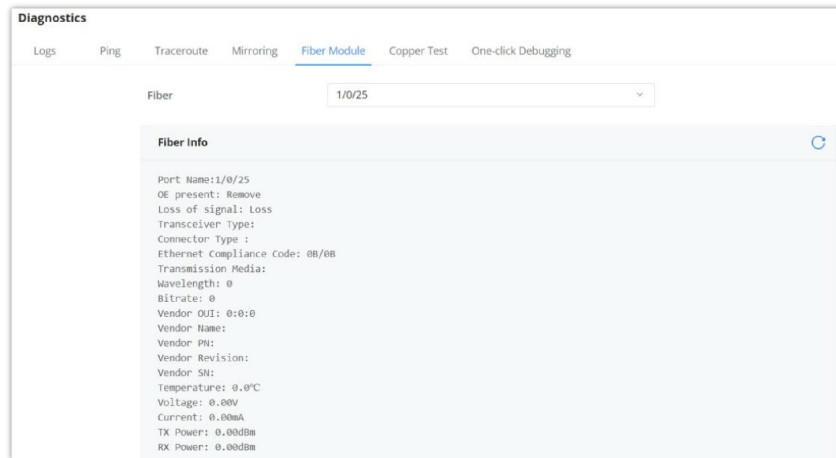 Diagnostics
Logs Ping Traceroute Mirroring Fiber Module Copper Test One-click Debugging
Fiber 1/0/25
Fiber Info
Port Name:1/0/25
OE present: Remove
Loss of signal: Loss
Transceiver Type:
Connector Type :
Ethernet Compliance Code: 0B/0B
Transmission Media:
Wavelength: 0
Bitrate: 0
Vendor OUI: 0:0:0
Vendor Name:
Vendor PN:
Vendor Revision:
Vendor SN:
Temperature: 0.0℃
Voltage: 0.00V
Current: 0.00mA
TX Power: 0.00dBm
RX Power: 0.00dBm